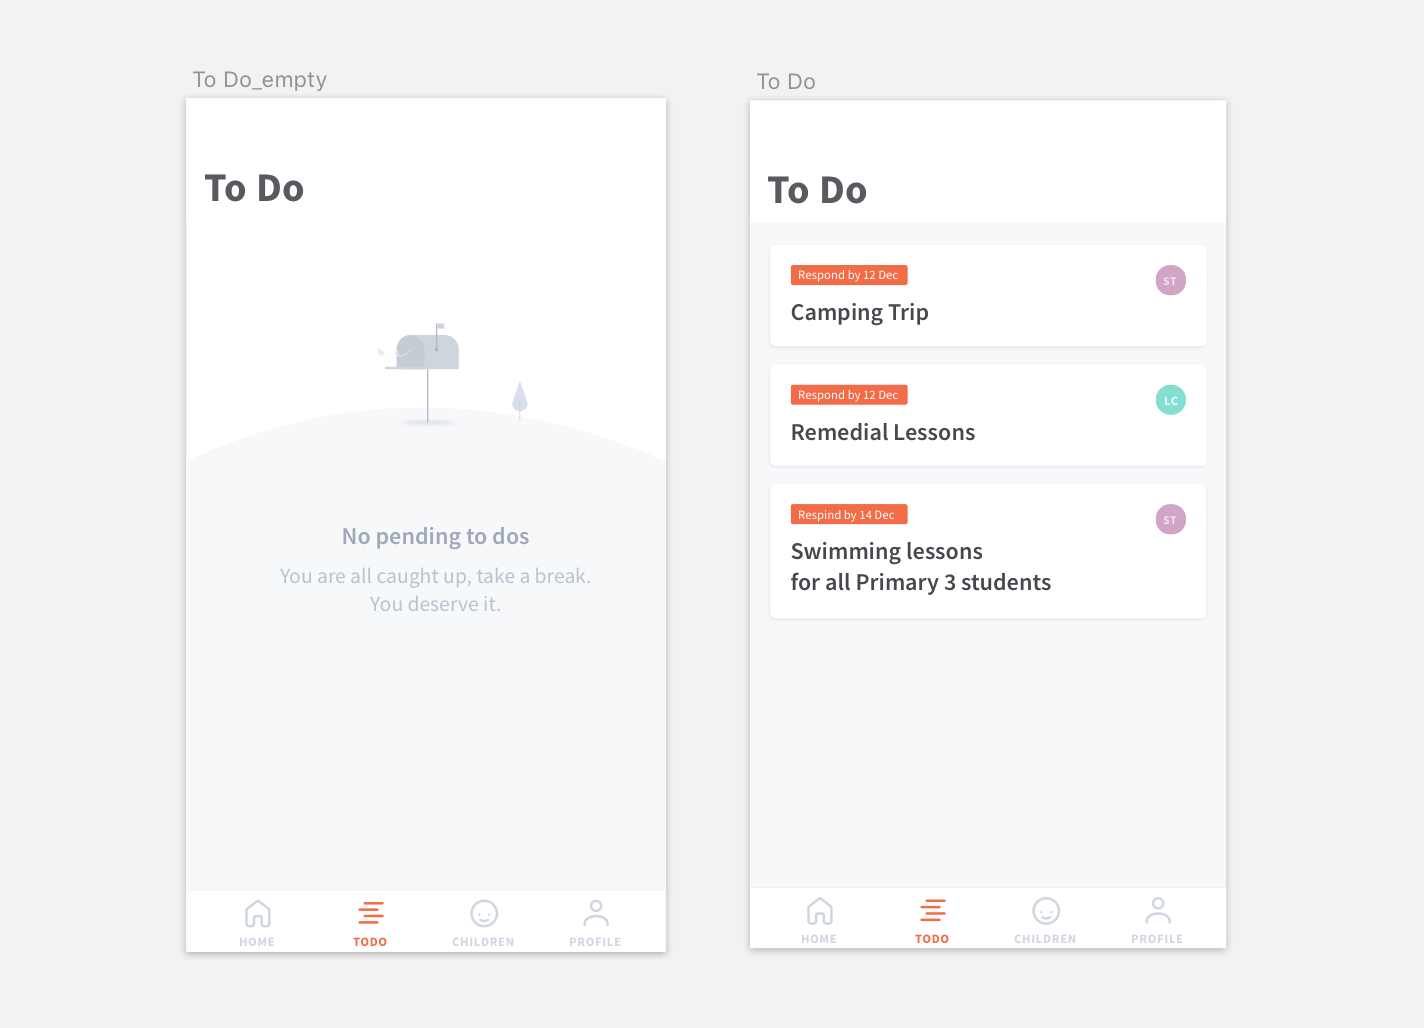 To Do_empty
To Do
No pending to dos
You are all caught up, take a break.
You deserve it.
HOME
TODO
CHILDREN
PROFILE
To Do
To Do
Respond by 12 Dec
ST
Camping Trip
Respond by 12 Dec
LC
Remedial Lessons
Respind by 14 Dec
ST
Swimming lessons
for all Primary 3 students
HOME
TODO
CHILDREN
PROFILE